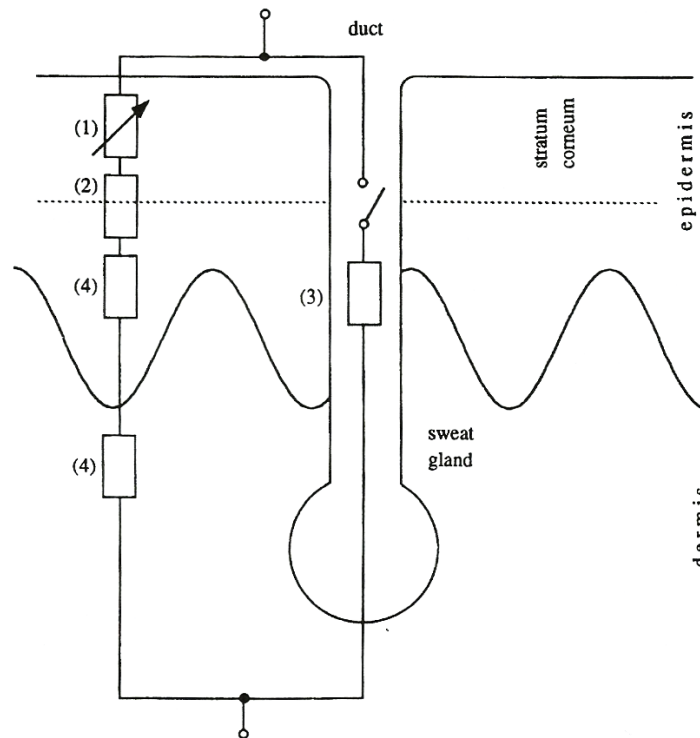 duct
(1)
(2)
(4)
(3)
(4)
stratum
corneum
epidermis
sweat
gland
dermis